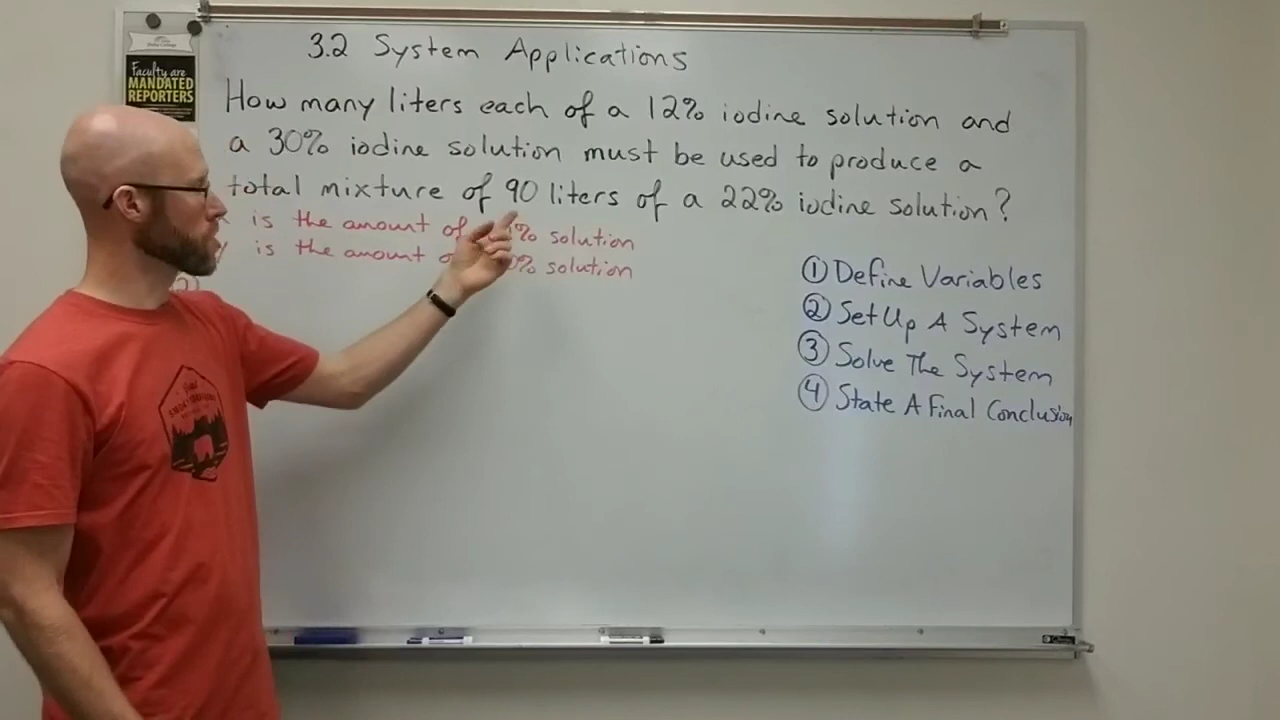 3.2 System Applications
Faculty are
MANDATED
REPORTERS
How many liters each of a 12% iodine solution and
a 30% iodine solution must be used to produce a
total mixture of 90 liters of a 22% iodine solution?
is the amount of % solution
y is the amount 0% solution
2)
① Define Variables
② Set Up A System
③ Solve The System
④ State A Final Conclusion